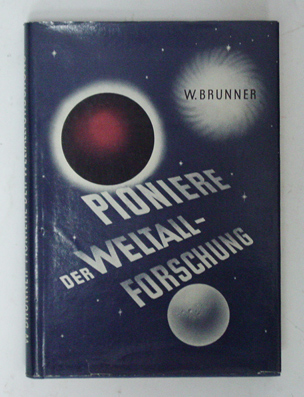 W. BRUNNER
PIONIERE
DER WELTALL-
FORSCHUNG